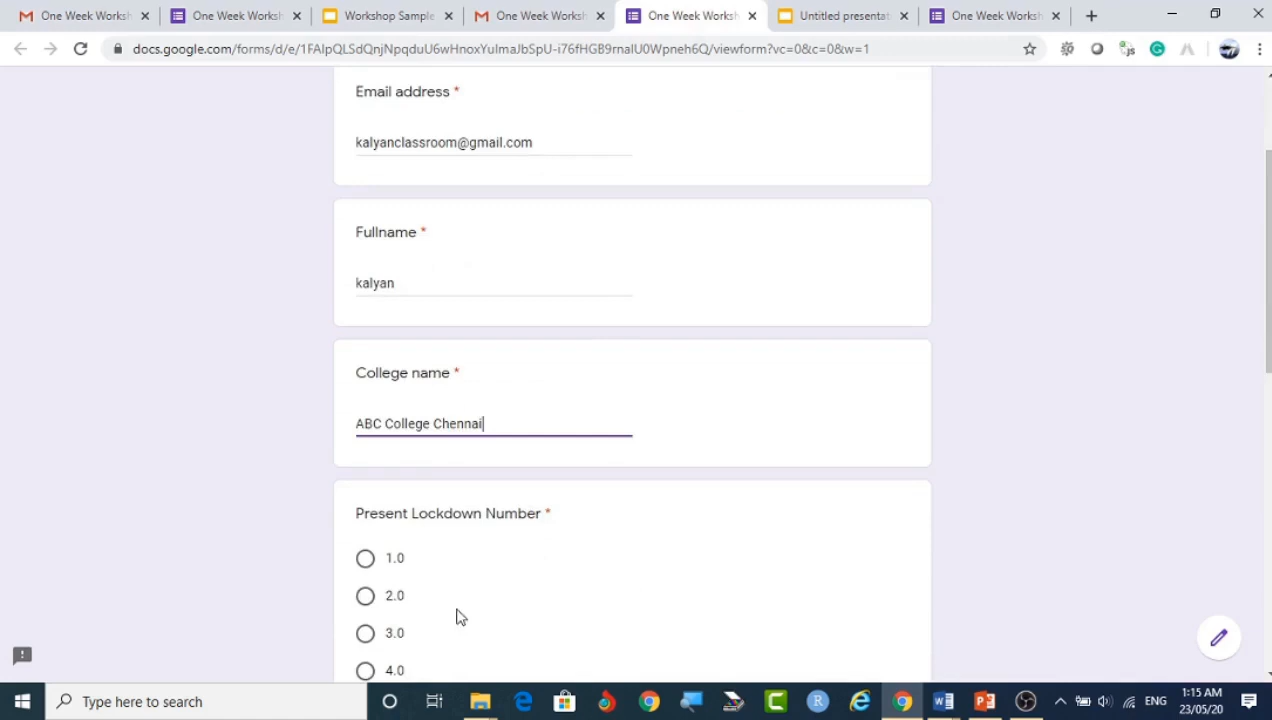 One Week Worksh
One Week Worksh
Workshop Sample
One Week Worksh
One Week Worksh
Untitled presentat
One Week Worksh
docs.google.com/forms/d/e/1FAIpQLSdQnjNpqduU6wHnoxYuImaJbSpU-i76fHGB9rnaIU0Wpneh6Q/viewform?vc=0&c=0&w=1
Email address *
kalyanclassroom@gmail.com
Fullname *
kalyan
College name *
ABC College Chennai
Present Lockdown Number *
1.0
2.0
3.0
4.0
Type here to search
ENG
1:15 AM
23/05/20